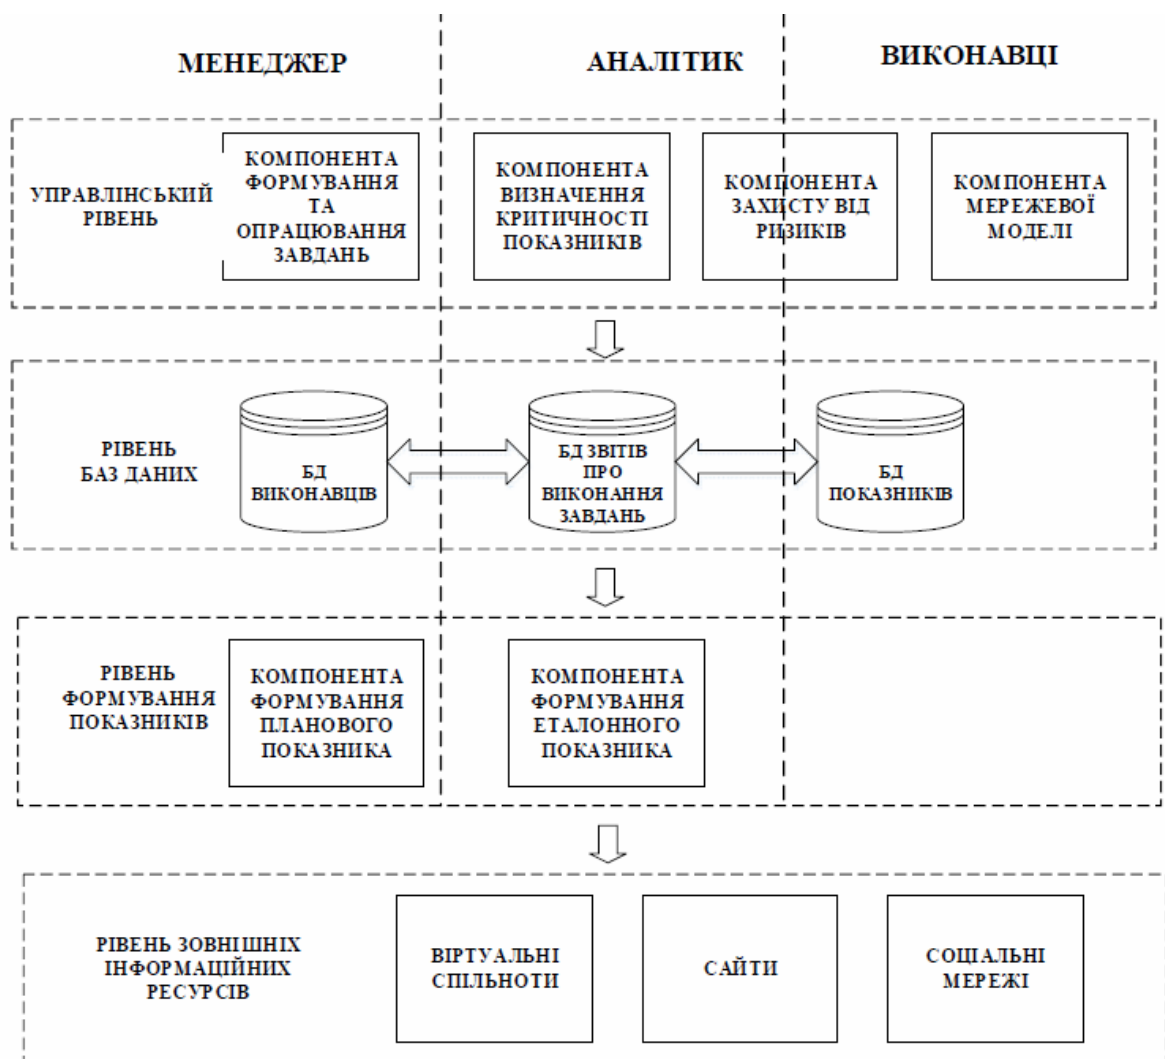 МЕНЕДЖЕР
АНАЛІТИК
ВИКОНАВЦІ
УПРАВЛІНСЬКИЙ
РІВЕНЬ
КОМПОНЕНТА
ФОРМУВАННЯ
ТА
ОПРАЦЮВАННЯ
ЗАВДАНЬ
КОМПОНЕНТА
ВИЗНАЧЕННЯ
КРИТИЧНОСТІ
ПОКАЗНИКІВ
КОМПОНЕНТА
ЗАХИСТУ ВІД
РИЗИКІВ
КОМПОНЕНТА
МЕРЕЖЕВОЇ
МОДЕЛІ
РІВЕНЬ
БАЗ ДАНИХ
БД
ВИКОНАВЦІВ
БД ЗВІТІВ
ПРО
ВИКОНАННЯ
ЗАВДАНЬ
БД
ПОКАЗНИКІВ
РІВЕНЬ
ФОРМУВАННЯ
ПОКАЗНИКІВ
КОМПОНЕНТА
ФОРМУВАННЯ
ПЛАНОВОГО
ПОКАЗНИКА
КОМПОНЕНТА
ФОРМУВАННЯ
ЕТАЛОННОГО
ПОКАЗНИКА
РІВЕНЬ ЗОВНІШНІХ
ІНФОРМАЦІЙНИХ
РЕСУРСІВ
ВІРТУАЛЬНІ
СПІЛЬНОТИ
САЙТИ
СОЦІАЛЬНІ
МЕРЕЖІ